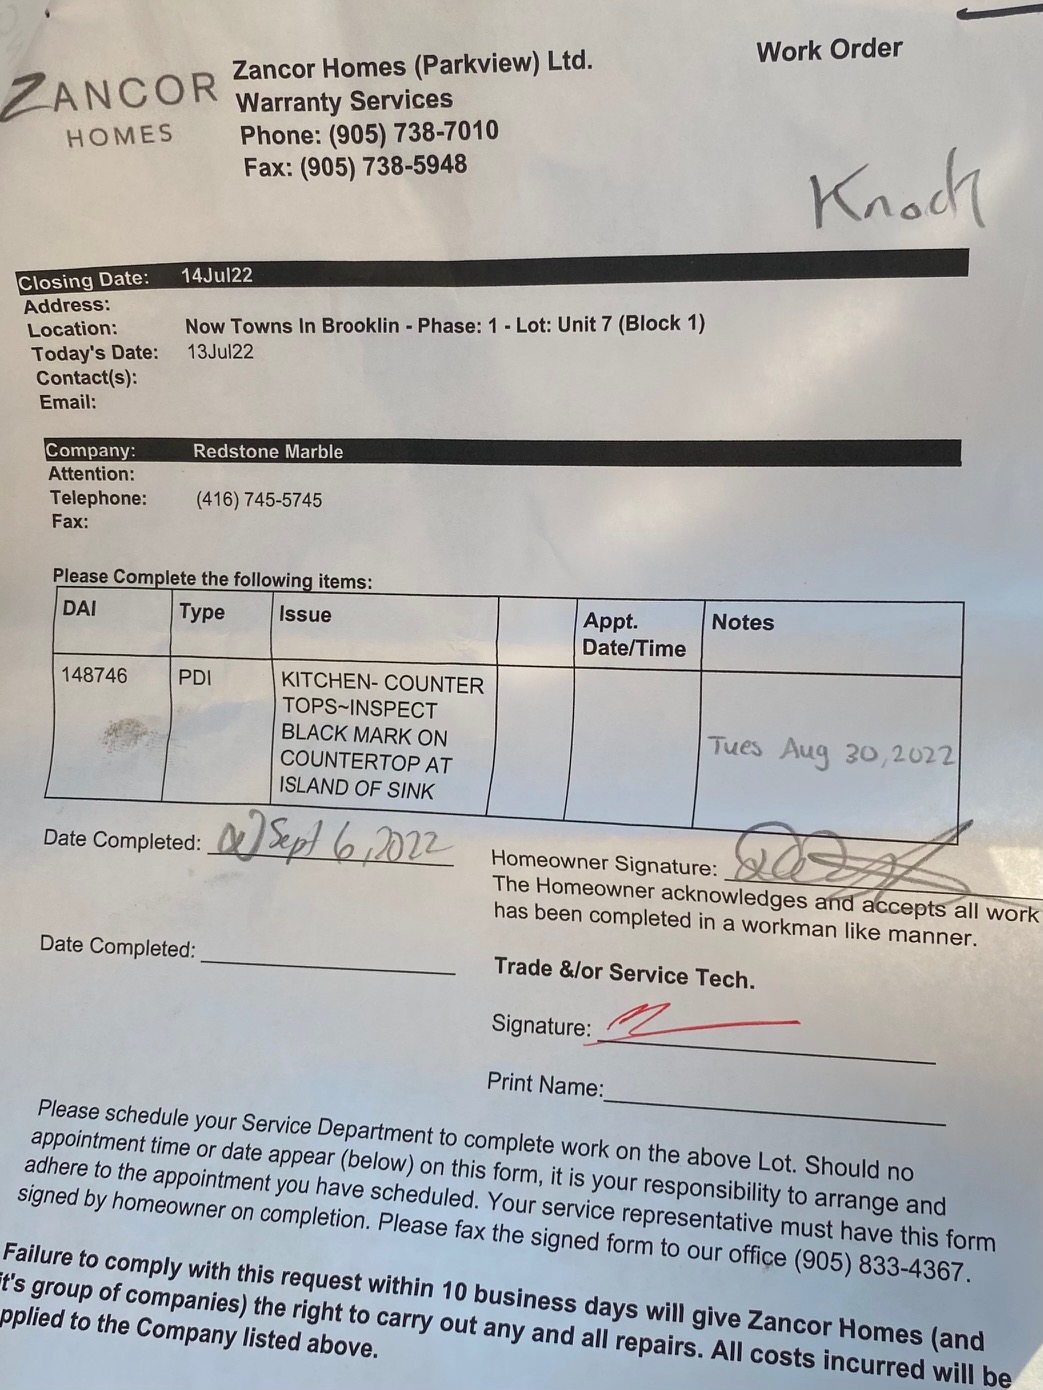 ZANCOR
HOMES
Zancor Homes (Parkview) Ltd.
Warranty Services
Phone: (905) 738-7010
Fax: (905) 738-5948
Work Order
Knock
Closing Date: 14Jul22
Address:
Location: Now Towns In Brooklin - Phase: 1 - Lot: Unit 7 (Block 1)
Today's Date: 13Jul22
Contact(s):
Email:
Company: Redstone Marble
Attention:
Telephone: (416) 745-5745
Fax:
Please Complete the following items:
DAI Type Issue Appt. Date/Time Notes
148746 PDI KITCHEN- COUNTER
TOPS~INSPECT
BLACK MARK ON
COUNTERTOP AT
ISLAND OF SINK
Tues Aug 30, 2022
Date Completed: Sept 6, 2022
Homeowner Signature:
The Homeowner acknowledges and accepts all work
has been completed in a workman like manner.
Date Completed:
Trade &/or Service Tech.
Signature:
Print Name:
Please schedule your Service Department to complete work on the above Lot. Should no
appointment time or date appear (below) on this form, it is your responsibility to arrange and
adhere to the appointment you have scheduled. Your service representative must have this form
signed by homeowner on completion. Please fax the signed form to our office (905) 833-4367.
Failure to comply with this request within 10 business days will give Zancor Homes (and
it's group of companies) the right to carry out any and all repairs. All costs incurred will be
pplied to the Company listed above.